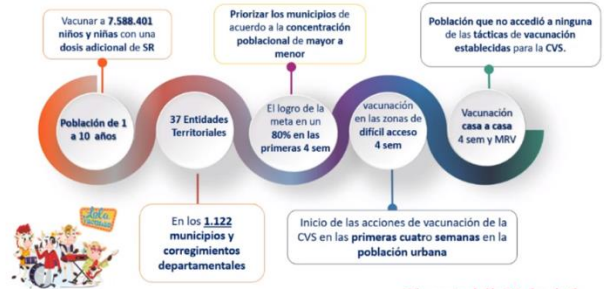 Vacunar a 7.588.401
niños y niñas con una
dosis adicional de SR
Priorizar los municipios de
acuerdo a la concentración
poblacional de mayor a
menor
Población que no accedió a ninguna
de las tácticas de vacunación
establecidas para la CVS.
Población de 1
a 10 años
37 Entidades
Territoriales
El logro de la
meta en un
80% en las
primeras 4 sem
vacunación
en las zonas de
difícil acceso
4 sem
Vacunación
casa a casa
4 sem y MRV
En los 1.122
municipios y
corregimientos
departamentales
Inicio de las acciones de vacunación de la
CVS en las primeras cuatro semanas en la
población urbana